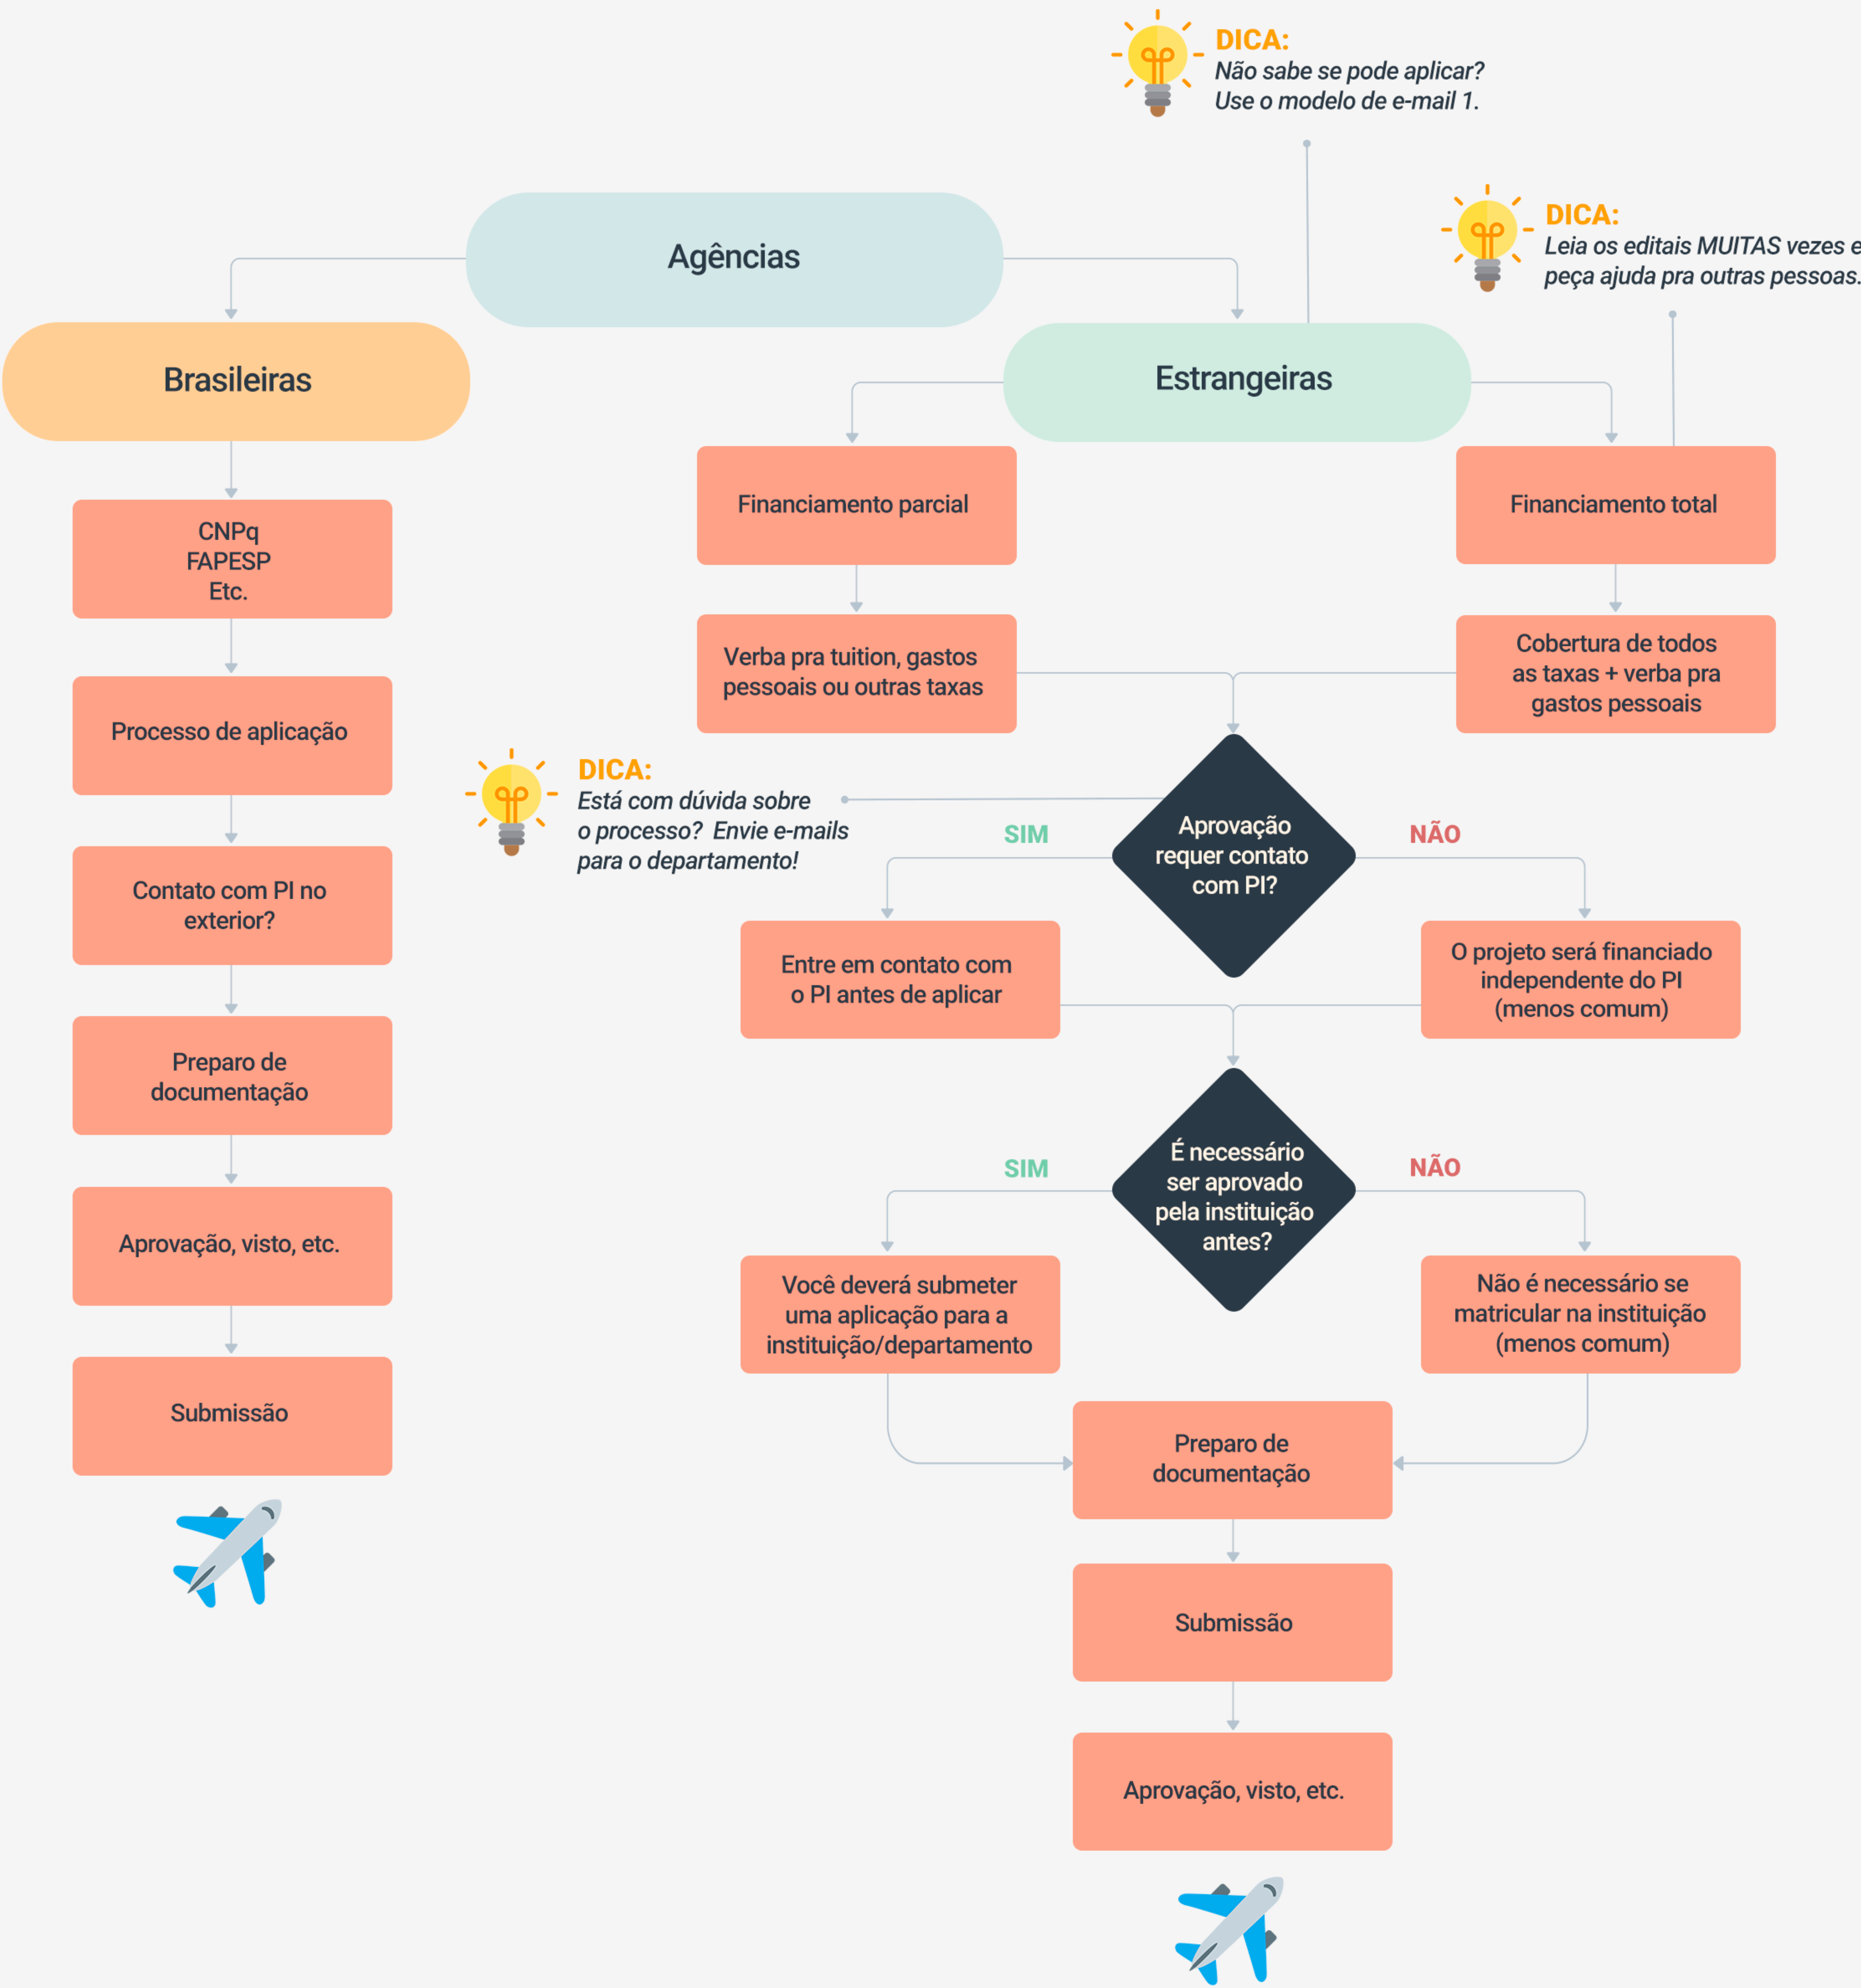 DICA:
Não sabe se pode aplicar?
Use o modelo de e-mail 1.
DICA:
Leia os editais MUITAS vezes e
peça ajuda pra outras pessoas.
Agências
Brasileiras
Estrangeiras
CNPq
FAPESP
Etc.
Processo de aplicação
Contato com PI no
exterior?
Preparo de
documentação
Aprovação, visto, etc.
Submissão
Financiamento parcial
Financiamento total
Verba pra tuition, gastos
pessoais ou outras taxas
Cobertura de todos
as taxas + verba pra
gastos pessoais
DICA:
Está com dúvida sobre
o processo? Envie e-mails
para o departamento!
Aprovação
requer contato
com PI?
SIM
NÃO
Entre em contato com
o PI antes de aplicar
O projeto será financiado
independente do PI
(menos comum)
É necessário
ser aprovado
pela instituição
antes?
SIM
NÃO
Você deverá submeter
uma aplicação para a
instituição/departamento
Não é necessário se
matricular na instituição
(menos comum)
Preparo de
documentação
Submissão
Aprovação, visto, etc.